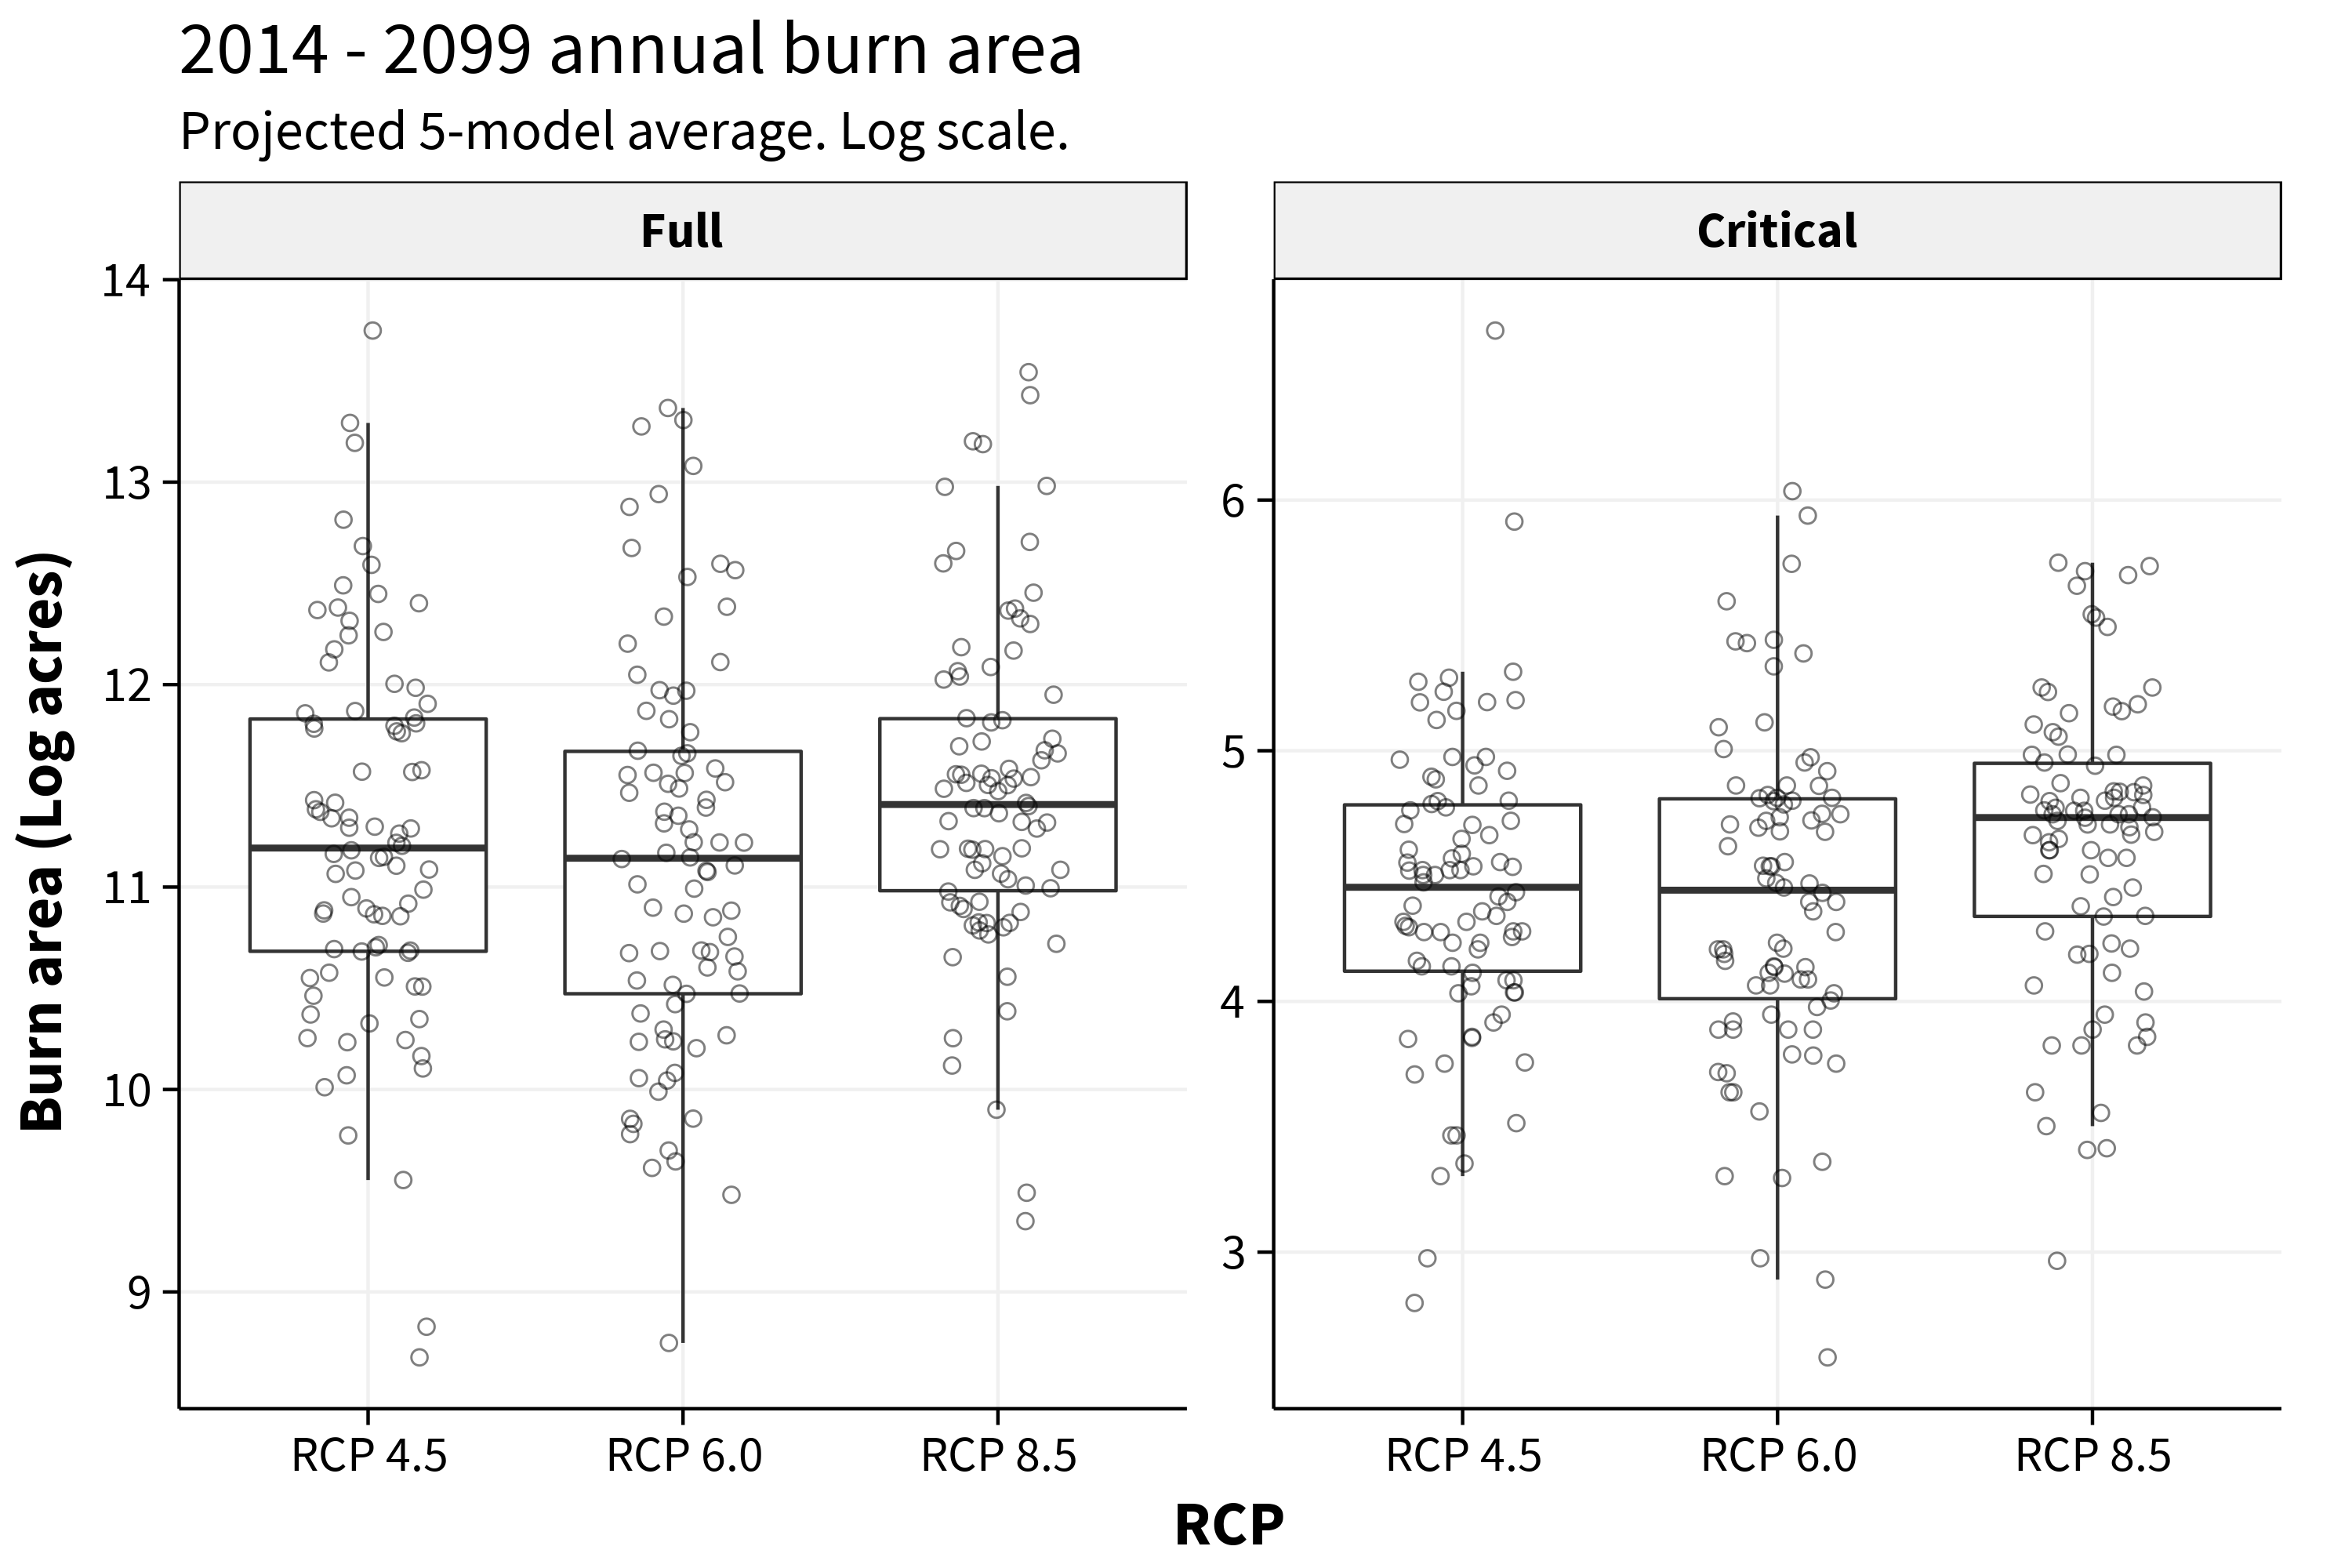 2014 - 2099 annual burn area
Projected 5-model average. Log scale.
Full
Critical
Burn area (Log acres)
14
13
12
11
10
9
6
5
4
3
RCP 4.5
RCP 6.0
RCP 8.5
RCP 4.5
RCP 6.0
RCP 8.5
RCP